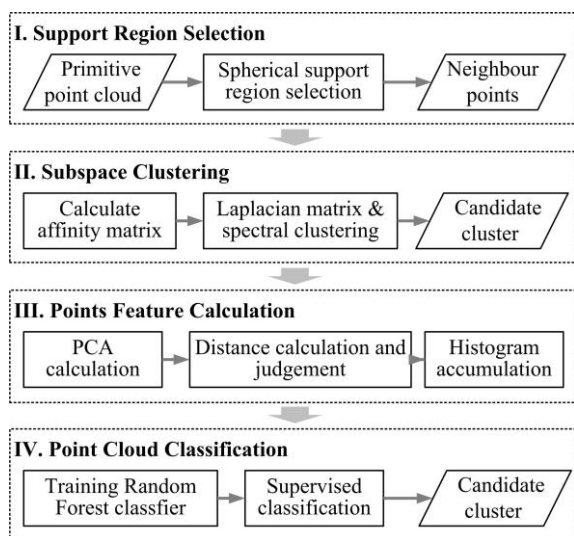 I. Support Region Selection
Primitive
point cloud
Spherical support
region selection
Neighbour
points
II. Subspace Clustering
Calculate
affinity matrix
Laplacian matrix &
spectral clustering
Candidate
cluster
III. Points Feature Calculation
PCA
calculation
Distance calculation and
judgement
Histogram
accumulation
IV. Point Cloud Classification
Training Random
Forest classfier
Supervised
classification
Candidate
cluster